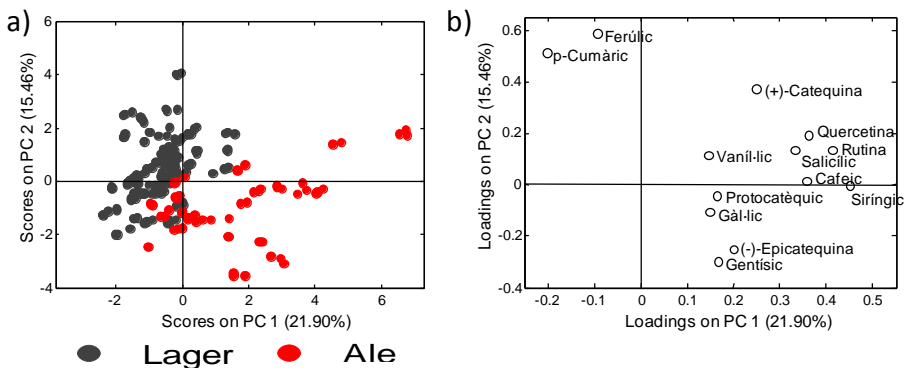 a)
6
4
2
0
-2
-4
Scores on PC 2 (15.46%)
-2
0
2
4
6
Scores on PC 1 (21.90%)
Lager
Ale
b)
0.6
0.4
0.2
0
-0.2
0.4
Loadings on PC 2 (15.46%)
Ferúlic
p-Cumàric
(+)-Catequina
Quercetina
Rutina
Vaníl·lic
Salicílic
Cafeic
Siríngic
Protocatèquic
Gàl·lic
(-)-Epicatequina
Gentísic
-0.2
-0.1
0
0.1
0.2
0.3
0.4
0.5
Loadings on PC 1 (21.90%)